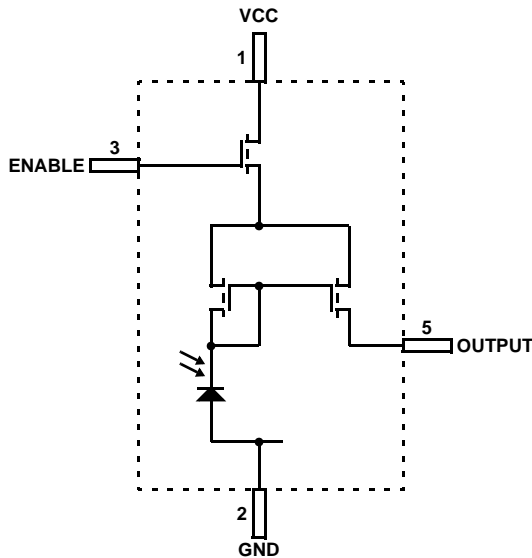 VCC
1
3
ENABLE
5
OUTPUT
2
GND